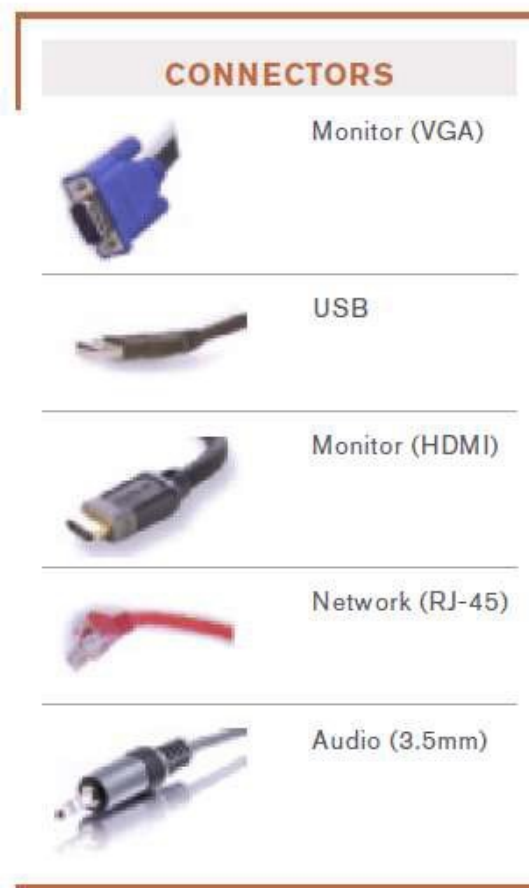 CONNECTORS
Monitor (VGA)
USB
Monitor (HDMI)
Network (RJ-45)
Audio (3.5mm)